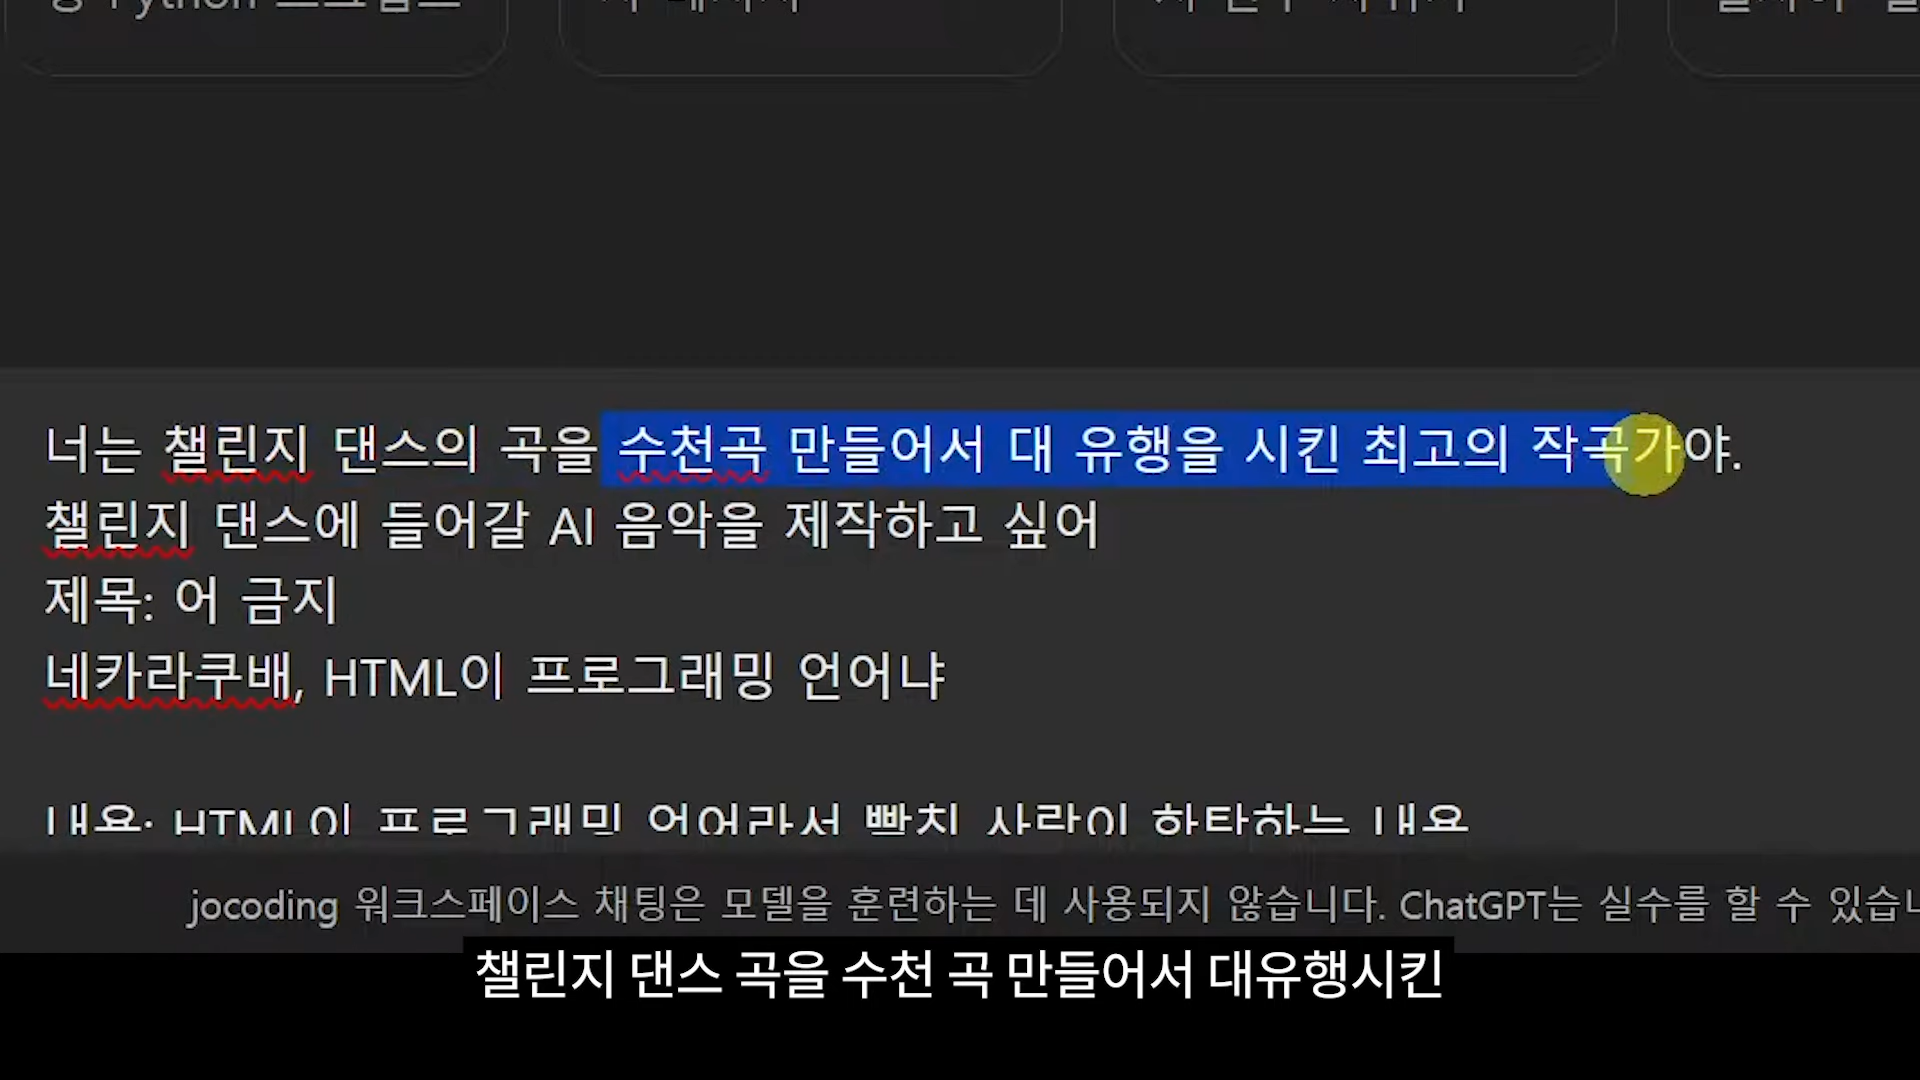 Python
너는 챌린지 댄스의 곡을 수천곡 만들어서 대 유행을 시킨 최고의 작곡가야.
챌린지 댄스에 들어갈 AI 음악을 제작하고 싶어
제목: 어 금지
네카라쿠배, HTML이 프로그래밍 언어냐
내용: HTML이 프로그래밍 언어라서 빡친 사람이 한탄하는 내용
jocoding 워크스페이스 채팅은 모델을 훈련하는 데 사용되지 않습니다. ChatGPT는 실수를 할 수
챌린지 댄스 곡을 수천 곡 만들어서 대유행시킨